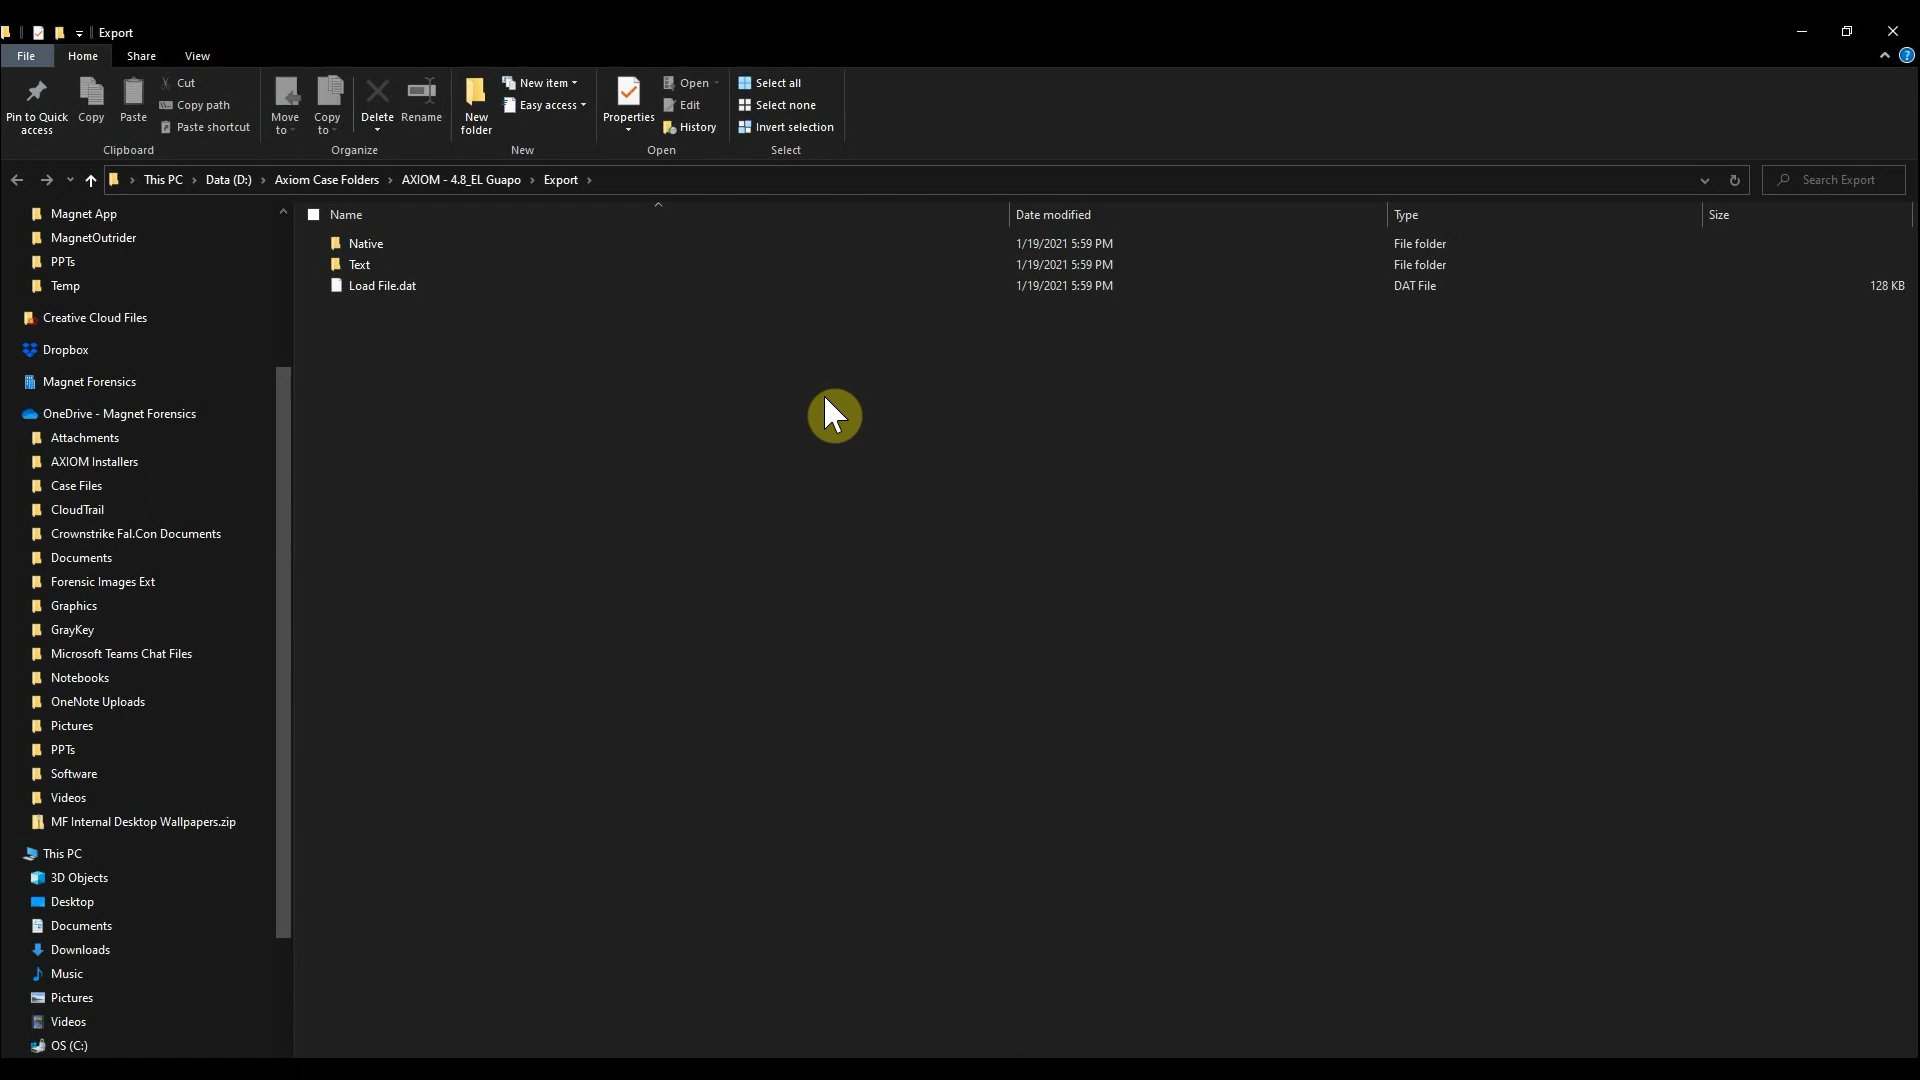 Export
File Home Share View
Pin to Quick access
Copy
Paste
Cut
Copy path
Paste shortcut
Clipboard
Move to
Copy to
Delete
Rename
Organize
New folder
New item
Easy access
New
Properties
Open
Edit
History
Open
Select all
Select none
Invert selection
Select
This PC > Data (D:) > Axiom Case Folders > AXIOM - 4.8_EL Guapo > Export >
Search Export
Name Date modified Type Size
Native 1/19/2021 5:59 PM File folder
Text 1/19/2021 5:59 PM File folder
Load File.dat 1/19/2021 5:59 PM DAT File 128 KB
Magnet App
MagnetOutrider
PPTs
Temp
Creative Cloud Files
Dropbox
Magnet Forensics
OneDrive - Magnet Forensics
Attachments
AXIOM Installers
Case Files
CloudTrail
Crownstrike Fal.Con Documents
Documents
Forensic Images Ext
Graphics
GrayKey
Microsoft Teams Chat Files
Notebooks
OneNote Uploads
Pictures
PPTs
Software
Videos
MF Internal Desktop Wallpapers.zip
This PC
3D Objects
Desktop
Documents
Downloads
Music
Pictures
Videos
OS (C:)